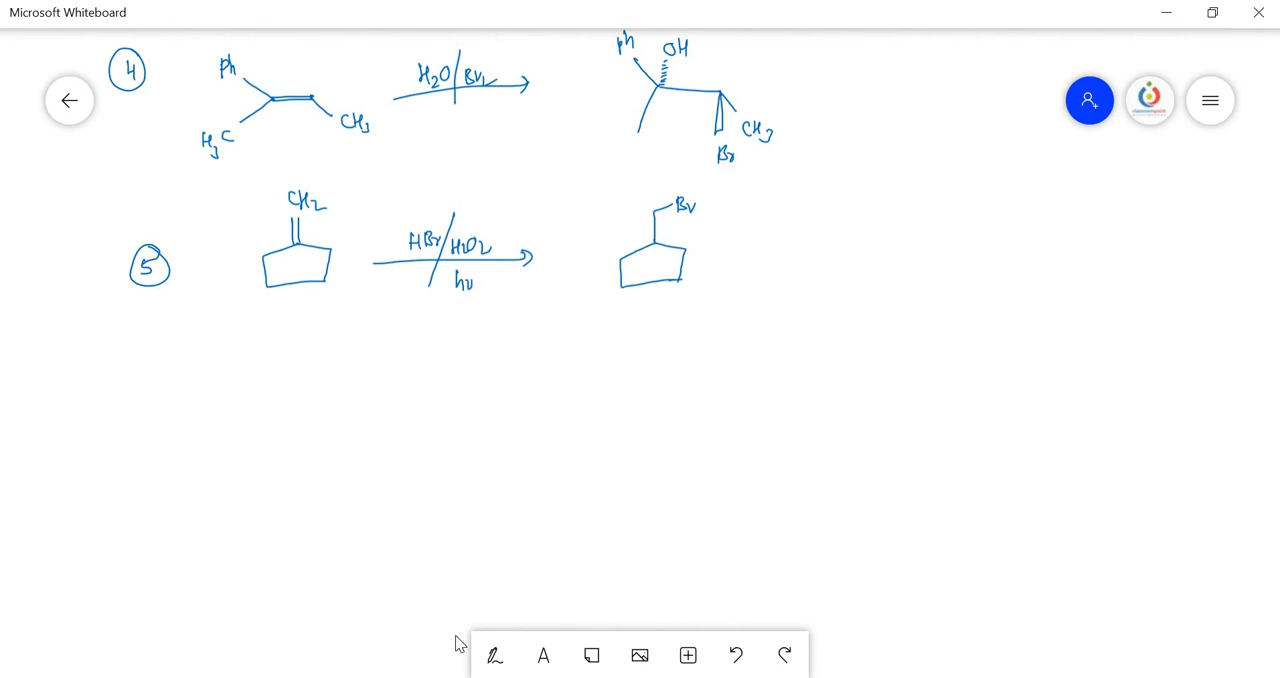 Microsoft Whiteboard
4 Ph H3C CH3 H2O/Br2 Ph OH CH3 Br
5 CH2 HBr/H2O2 hν Br